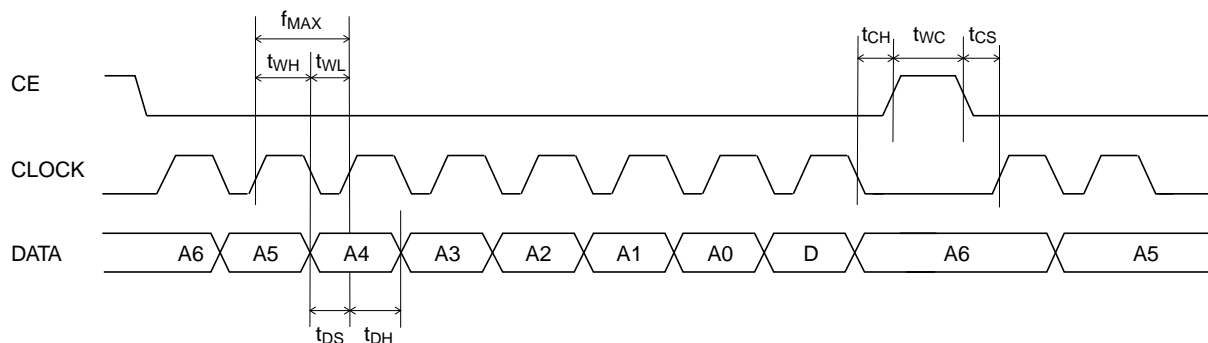 fMAX
tCH tWC tCS
tWH tWL
CE
CLOCK
DATA A6 A5 A4 A3 A2 A1 A0 D A6 A5
tDS tDH